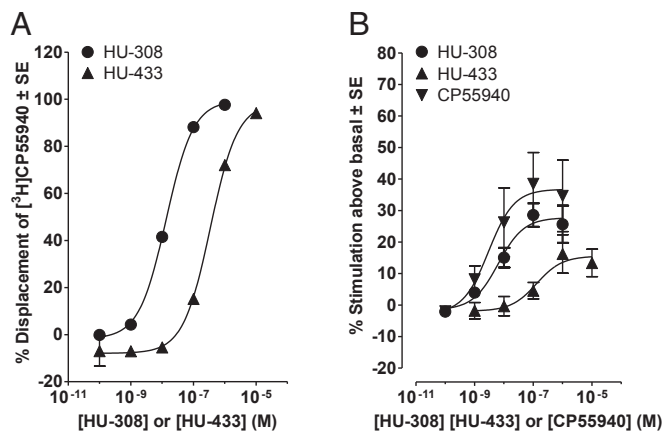 A
% Displacement of [³H]CP55940 ± SE
120
100
80
60
40
20
0
-20
HU-308
HU-433
10⁻¹¹ 10⁻⁹ 10⁻⁷ 10⁻⁵
[HU-308] or [HU-433] (M)
B
% Stimulation above basal ± SE
80
70
60
50
40
30
20
10
0
-10
-20
HU-308
HU-433
CP55940
10⁻¹¹ 10⁻⁹ 10⁻⁷ 10⁻⁵
[HU-308] [HU-433] or [CP55940] (M)